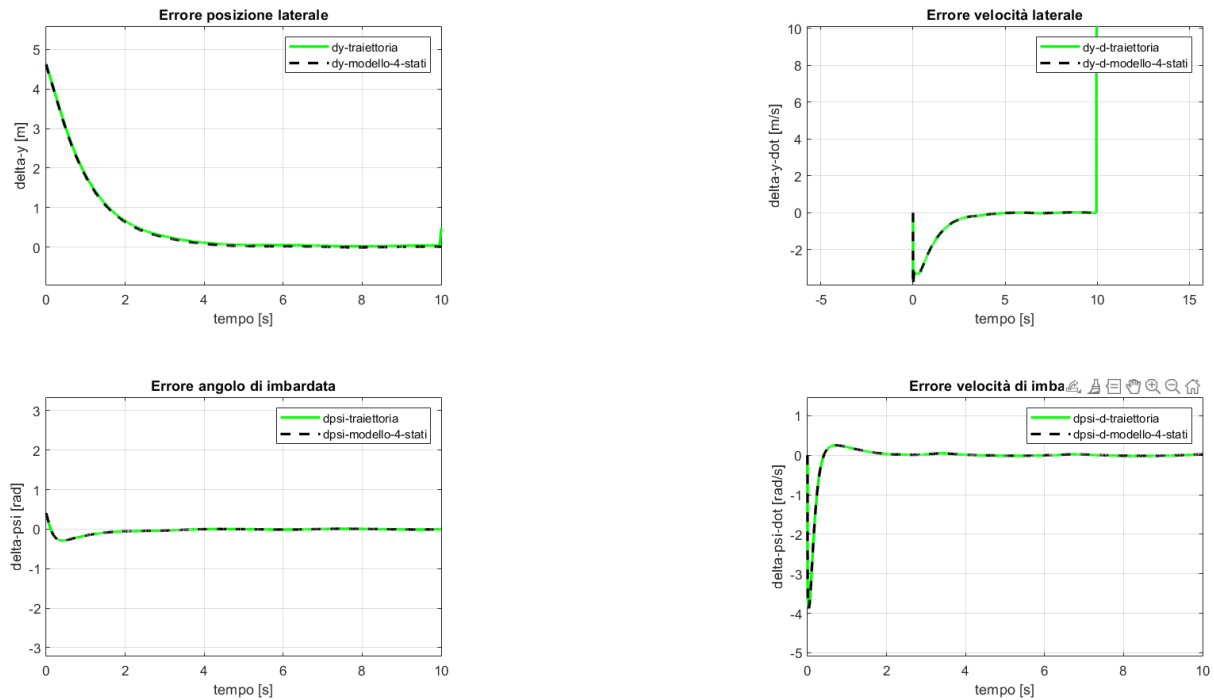 Errore posizione laterale
dy-traiettoria
dy-modello-4-stati
delta-y [m]
5
4
3
2
1
0
0 2 4 6 8 10
tempo [s]
Errore velocità laterale
dy-d-traiettoria
dy-d-modello-4-stati
delta-y-dot [m/s]
10
8
6
4
2
0
-2
-5 0 5 10 15
tempo [s]
Errore angolo di imbardata
dpsi-traiettoria
dpsi-modello-4-stati
delta-psi [rad]
3
2
1
0
-1
-2
-3
0 2 4 6 8 10
tempo [s]
Errore velocità di imba
dpsi-d-traiettoria
dpsi-d-modello-4-stati
delta-psi-dot [rad/s]
1
0
-1
-2
-3
-4
-5
0 2 4 6 8 10
tempo [s]